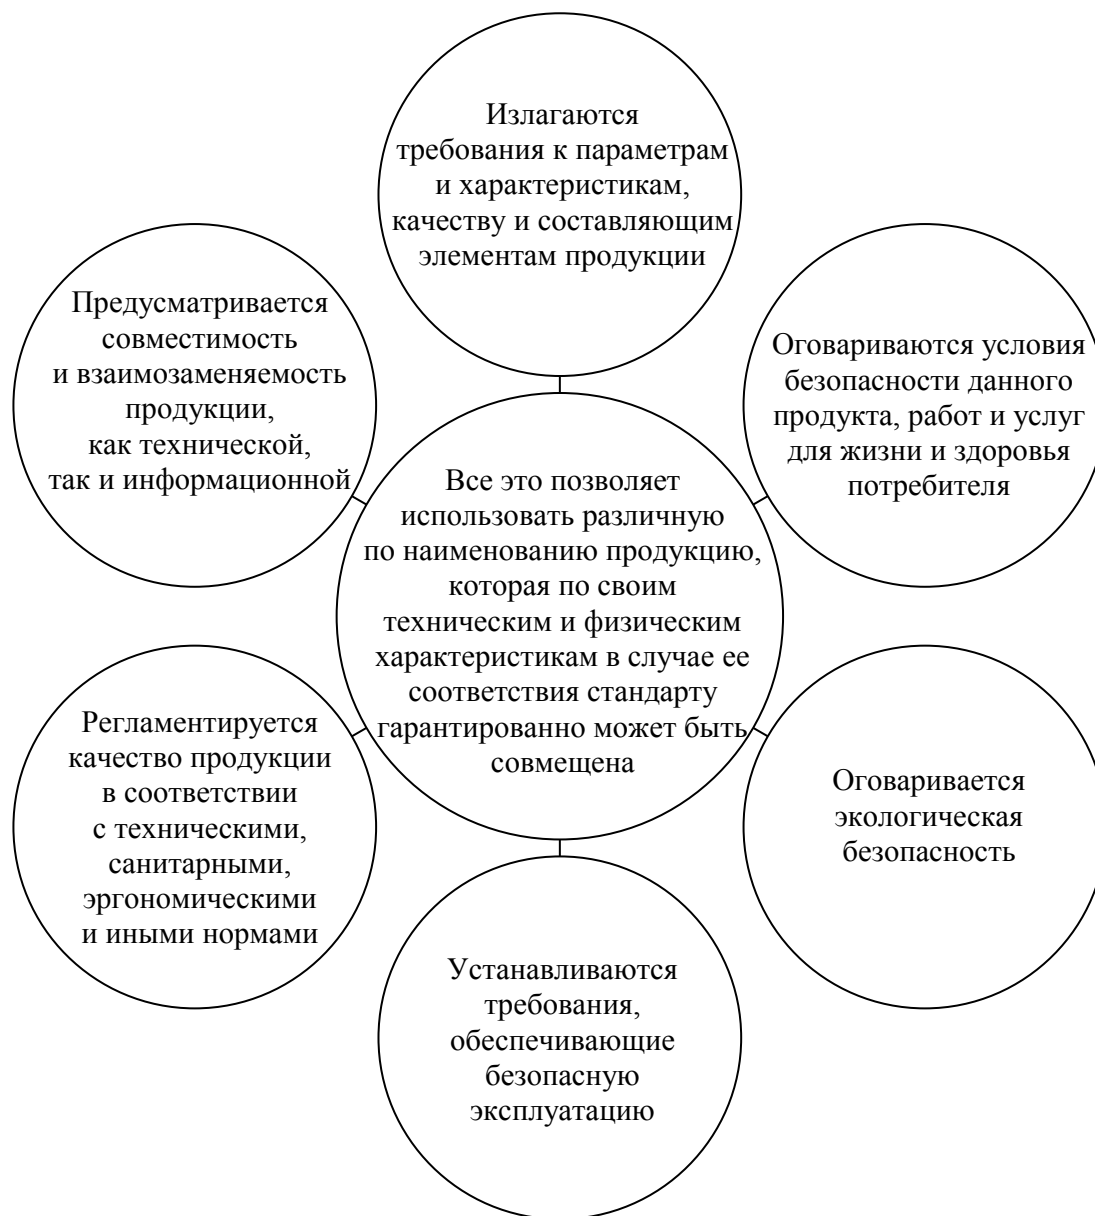 Излагаются
требования к параметрам
и характеристикам,
качеству и составляющим
элементам продукции
Предусматривается
совместимость
и взаимозаменяемость
продукции,
как технической,
так и информационной
Оговариваются условия
безопасности данного
продукта, работ и услуг
для жизни и здоровья
потребителя
Все это позволяет
использовать различную
по наименованию продукцию,
которая по своим
техническим и физическим
характеристикам в случае ее
соответствия стандарту
гарантированно может быть
совмещена
Регламентируется
качество продукции
в соответствии
с техническими,
санитарными,
эргономическими
и иными нормами
Оговаривается
экологическая
безопасность
Устанавливаются
требования,
обеспечивающие
безопасную
эксплуатацию